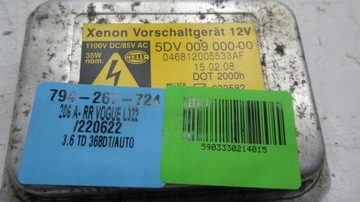 Xenon Vorschaltgerät 12V
1100V DC/85V AC
35W
nom.
HELLA
5DV 009 000-00
046812005533AF
15.02.08
DOT 2000h
794-267-724
206 A- RR VOGUE L322
/220622
3.6 TD 368DT/AUTO
5903330214015